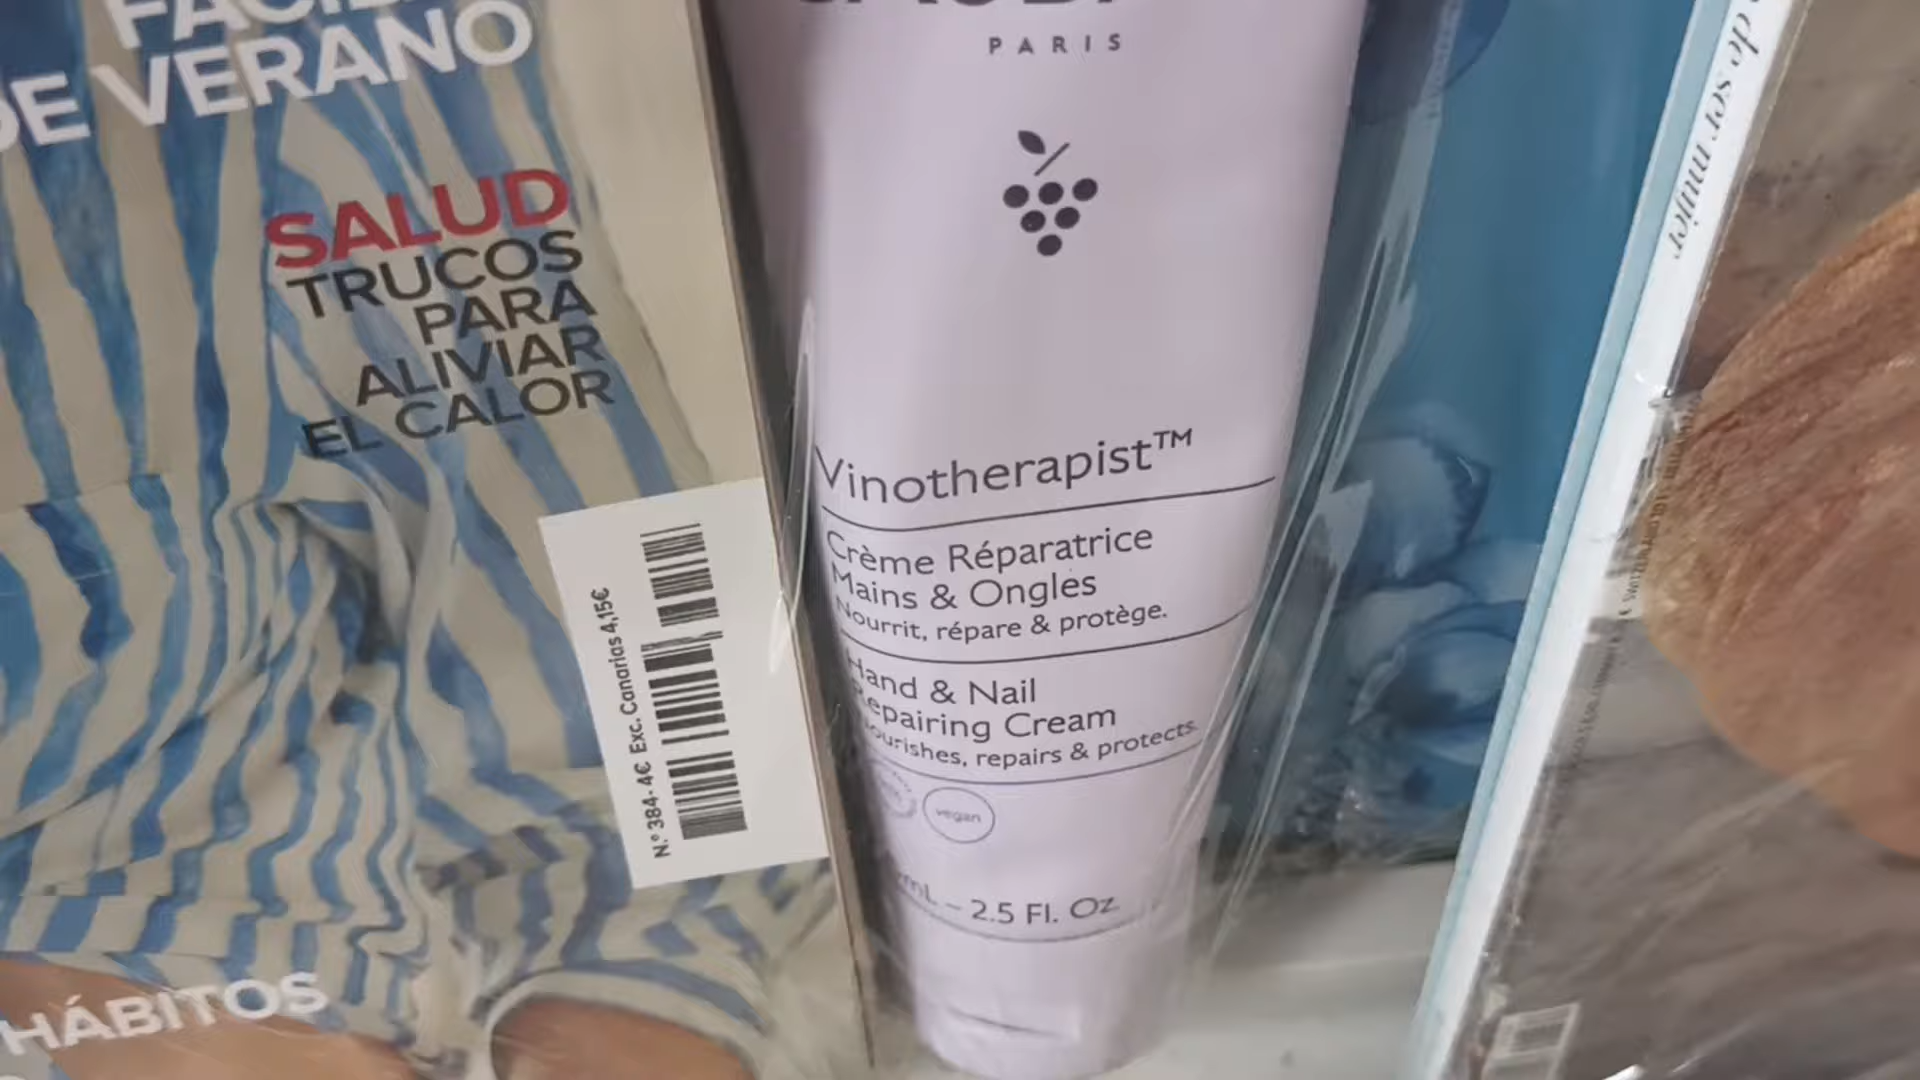 DE VERANO
SALUD
TRUCOS
PARA
ALIVIAR
EL CALOR
N.º 384. 4€ Exc. Canarias 4,15€
HÁBITOS
PARIS
Vinotherapist™
Crème Réparatrice
Mains & Ongles
Nourrit, répare & protège.
Hand & Nail
Repairing Cream
Nourishes, repairs & protects.
vegan
mL – 2.5 Fl. Oz.
de ser mujer